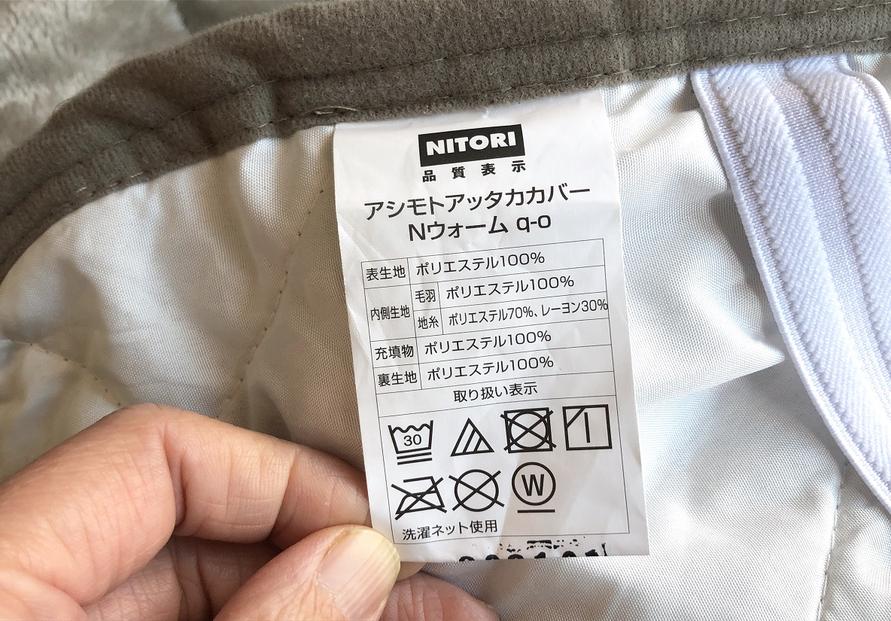 NITORI
品質表示
アシモトアッタカカバー
Nウォーム q-o
表生地 ポリエステル100%
内側生地 毛羽 ポリエステル100%
地糸 ポリエステル70%、レーヨン30%
充填物 ポリエステル100%
裏生地 ポリエステル100%
取り扱い表示
30
W
洗濯ネット使用